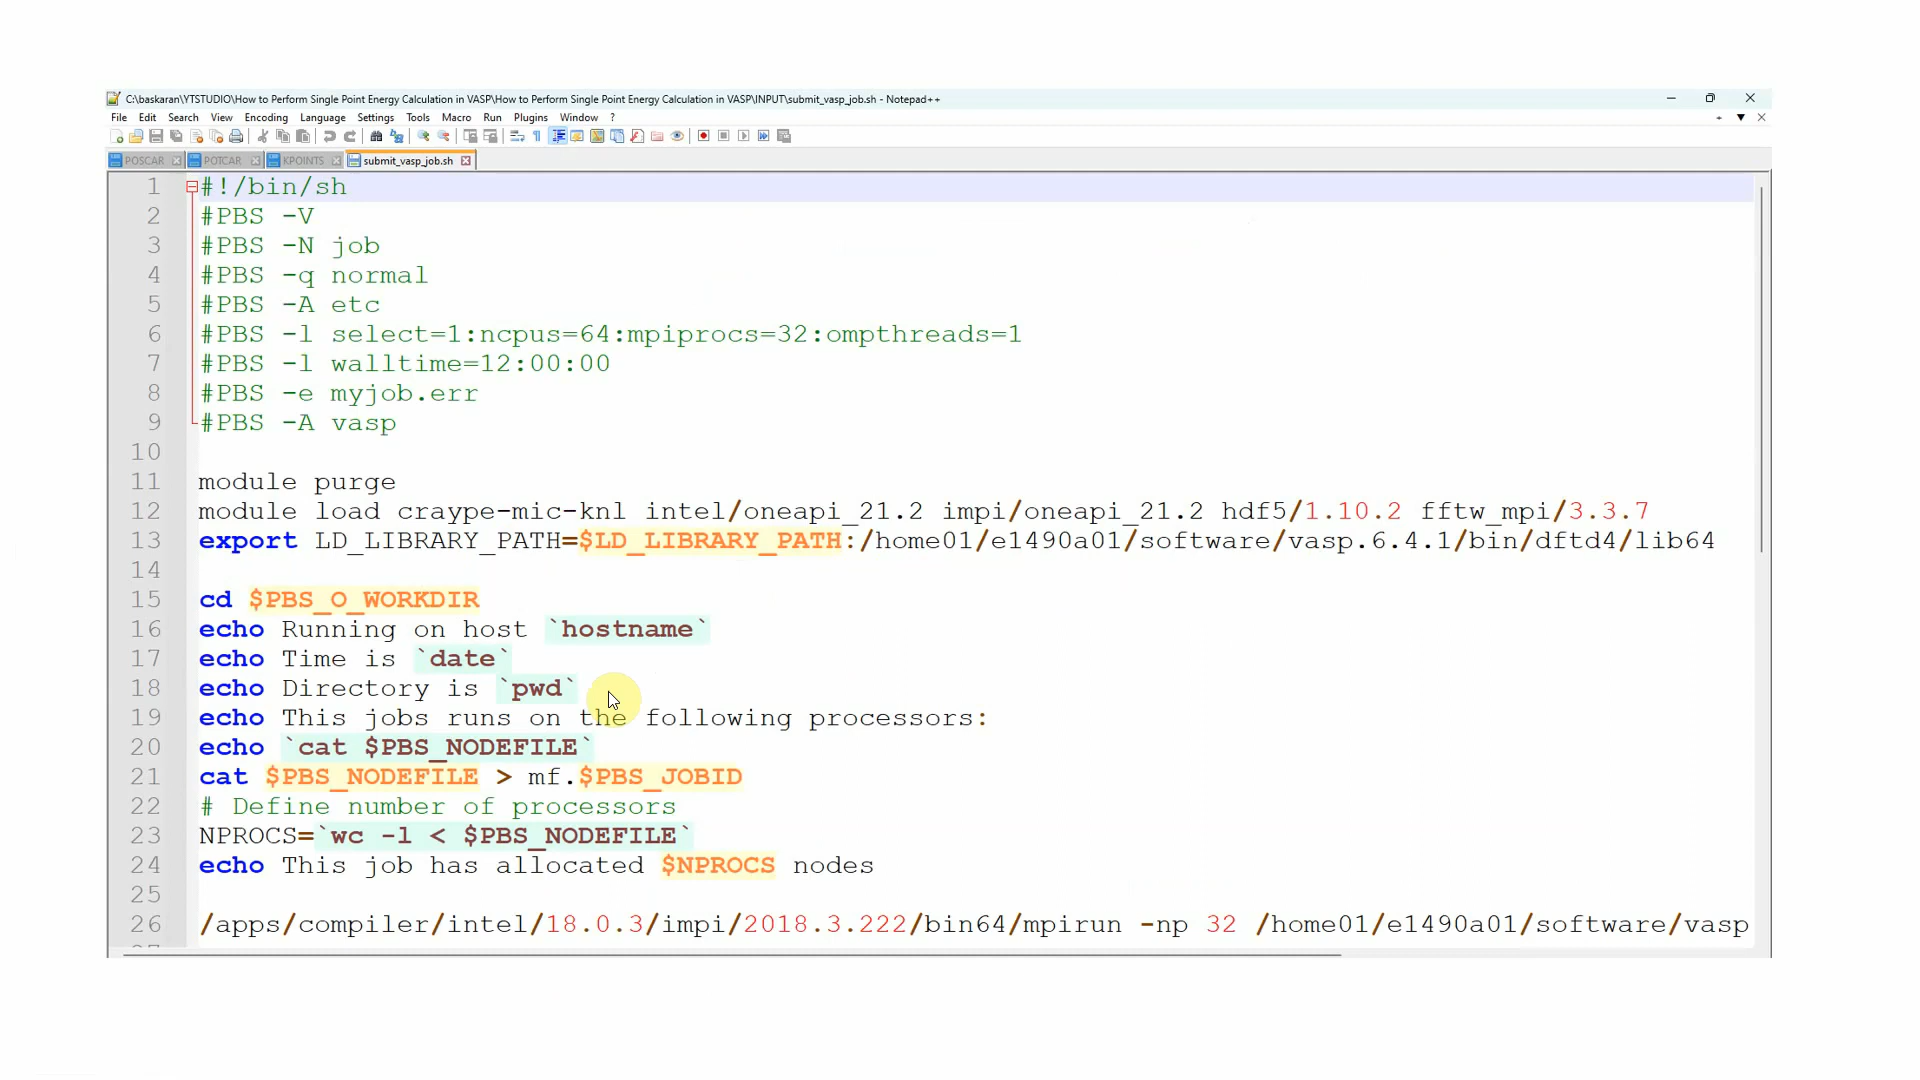 C:\baskaran\YTSTUDIO\How to Perform Single Point Energy Calculation in VASP\How to Perform Single Point Energy Calculation in VASP\INPUT\submit_vasp_job.sh - Notepad++
File Edit Search View Encoding Language Settings Tools Macro Run Plugins Window ?
POSCAR POTCAR KPOINTS submit_vasp_job.sh
1 #!/bin/sh
2 #PBS -V
3 #PBS -N job
4 #PBS -q normal
5 #PBS -A etc
6 #PBS -l select=1:ncpus=64:mpiprocs=32:ompthreads=1
7 #PBS -l walltime=12:00:00
8 #PBS -e myjob.err
9 #PBS -A vasp
10
11 module purge
12 module load craype-mic-knl intel/oneapi_21.2 impi/oneapi_21.2 hdf5/1.10.2 fftw_mpi/3.3.7
13 export LD_LIBRARY_PATH=$LD_LIBRARY_PATH:/home01/e1490a01/software/vasp.6.4.1/bin/dftd4/lib64
14
15 cd $PBS_O_WORKDIR
16 echo Running on host `hostname`
17 echo Time is `date`
18 echo Directory is `pwd`
19 echo This jobs runs on the following processors:
20 echo `cat $PBS_NODEFILE`
21 cat $PBS_NODEFILE > mf.$PBS_JOBID
22 # Define number of processors
23 NPROCS=`wc -l < $PBS_NODEFILE`
24 echo This job has allocated $NPROCS nodes
25
26 /apps/compiler/intel/18.0.3/impi/2018.3.222/bin64/mpirun -np 32 /home01/e1490a01/software/vasp